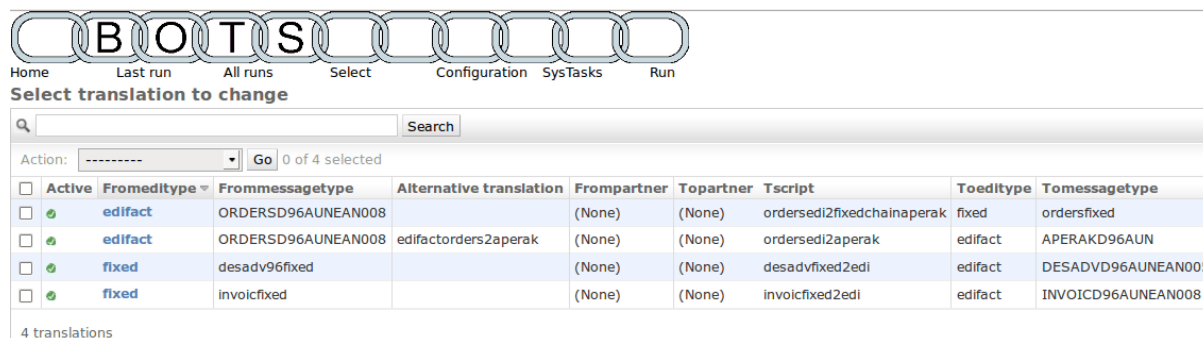 BOTS
Home Last run All runs Select Configuration SysTasks Run
Select translation to change
Search
Action: --------- Go 0 of 4 selected
Active Fromeditype Frommessagetype Alternative translation Frompartner Topartner Tscript Toeditype Tomessagetype
edifact ORDERSD96AUNEAN008 (None) (None) ordersedi2fixedchainaperak fixed ordersfixed
edifact ORDERSD96AUNEAN008 edifactorders2aperak (None) (None) ordersedi2aperak edifact APERAKD96AUN
fixed desadv96fixed (None) (None) desadvfixed2edi edifact DESADVD96AUNEAN00
fixed invoicfixed (None) (None) invoicfixed2edi edifact INVOICD96AUNEAN008
4 translations